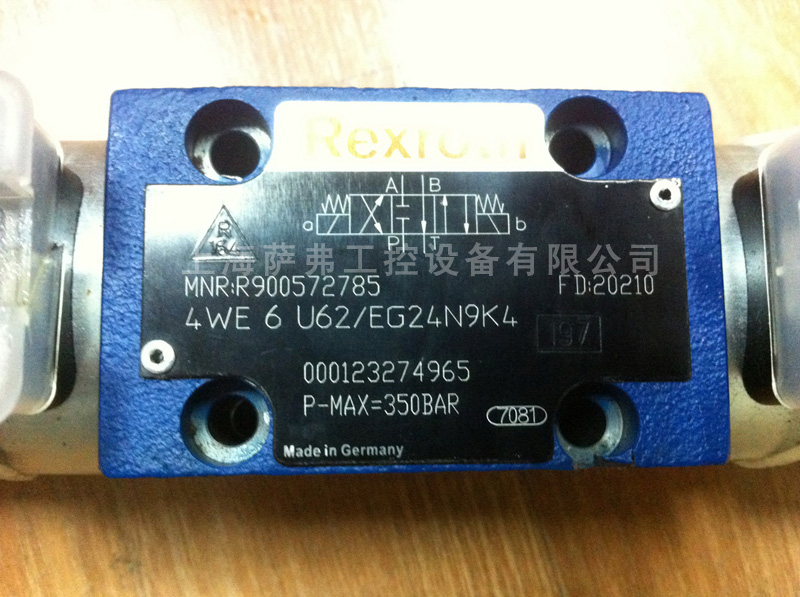 Rexroth
A B
a b
P T
上海萨弗工控设备有限公司
MNR:R900572785 FD:20210
4WE 6 U62/EG24N9K4
197
000123274965
P-MAX=350BAR 7081
Made in Germany